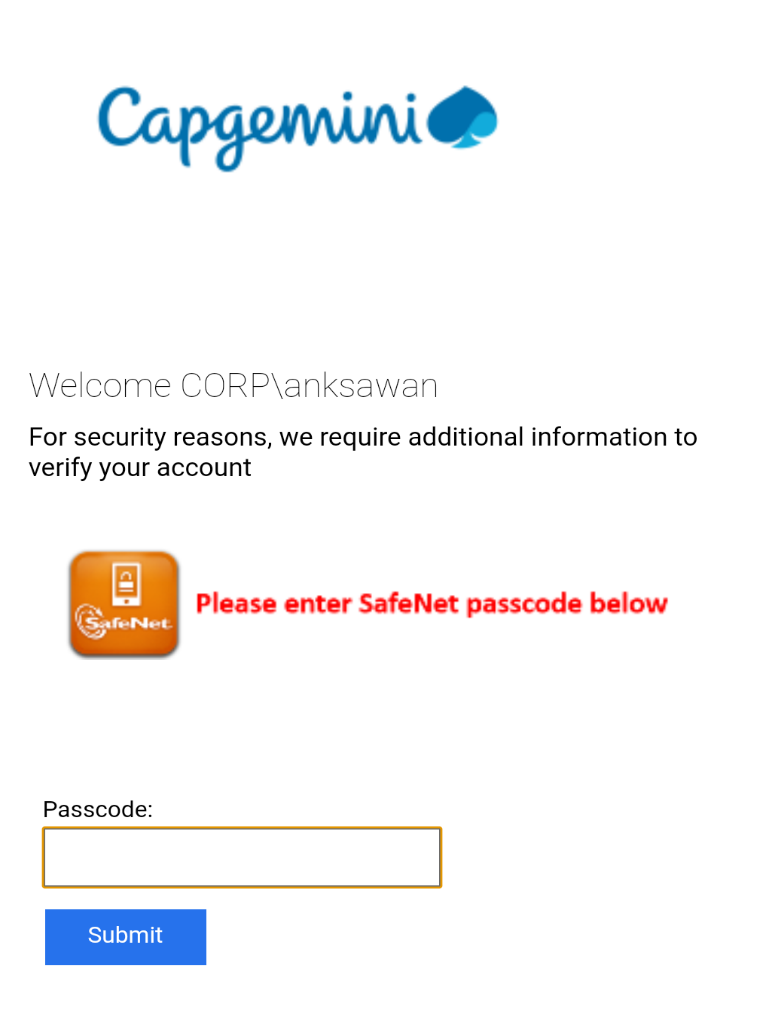 Capgemini
Welcome CORP\anksawan
For security reasons, we require additional information to
verify your account
SafeNet
Please enter SafeNet passcode below
Passcode:
Submit